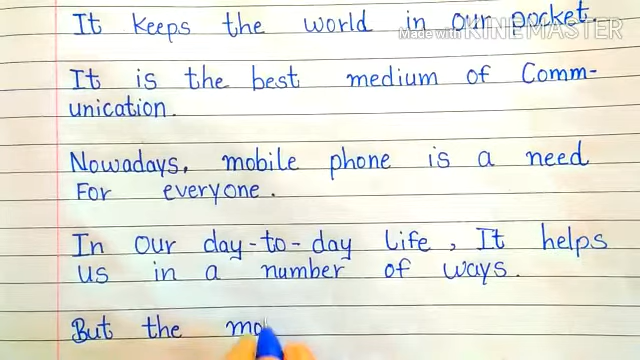 It keeps the world in our pocket.
Made with KINEMASTER
It is the best medium of Comm-
unication.
Nowadays, mobile phone is a need
For everyone.
In our day-to-day life, It helps
us in a number of ways.
But the mo